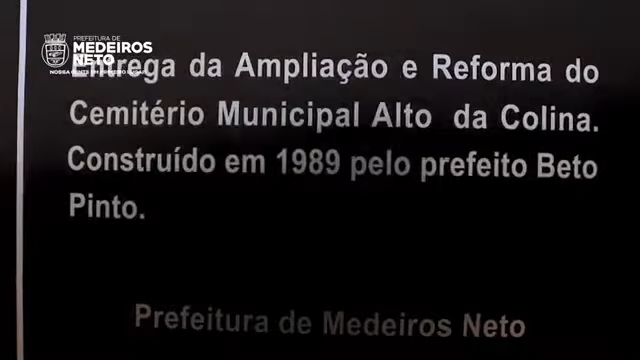 PREFEITURA DE
MEDEIROS
NETO
Entrega da Ampliação e Reforma do
Cemitério Municipal Alto da Colina.
Construído em 1989 pelo prefeito Beto
Pinto.
Prefeitura de Medeiros Neto